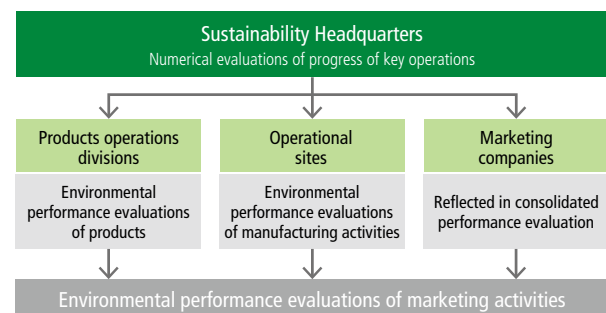 Sustainability Headquarters
Numerical evaluations of progress of key operations
Products operations
divisions
Environmental
performance evaluations
of products
Operational
sites
Environmental
performance evaluations
of manufacturing activities
Marketing
companies
Reflected in consolidated
performance evaluation
Environmental performance evaluations of marketing activities